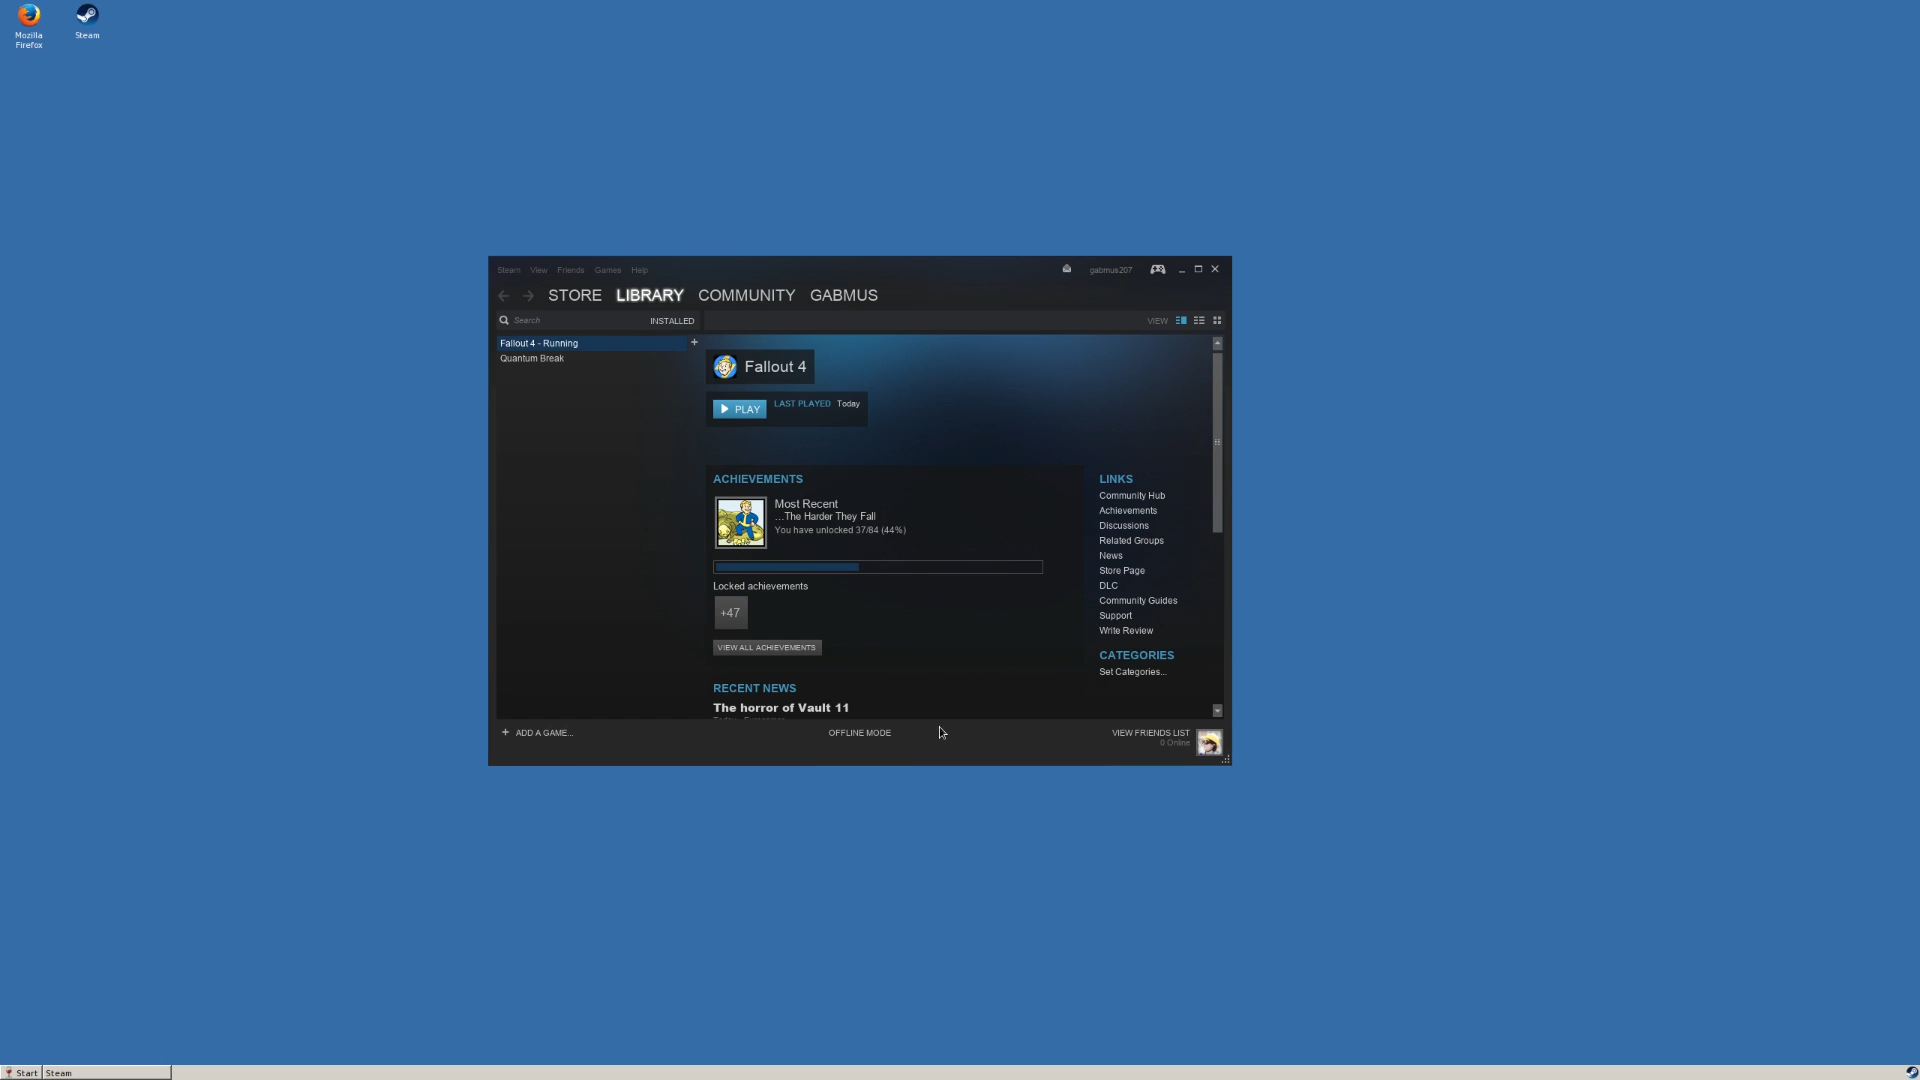 Mozilla
Firefox
Steam
Steam View Friends Games Help
gabmus207
STORE LIBRARY COMMUNITY GABMUS
Search
INSTALLED
VIEW
Fallout 4 - Running
Quantum Break
Fallout 4
PLAY
LAST PLAYED Today
ACHIEVEMENTS
Most Recent
...The Harder They Fall
You have unlocked 37/84 (44%)
Locked achievements
+47
VIEW ALL ACHIEVEMENTS
RECENT NEWS
The horror of Vault 11
LINKS
Community Hub
Achievements
Discussions
Related Groups
News
Store Page
DLC
Community Guides
Support
Write Review
CATEGORIES
Set Categories...
+ ADD A GAME...
OFFLINE MODE
VIEW FRIENDS LIST
0 Online
Start
Steam